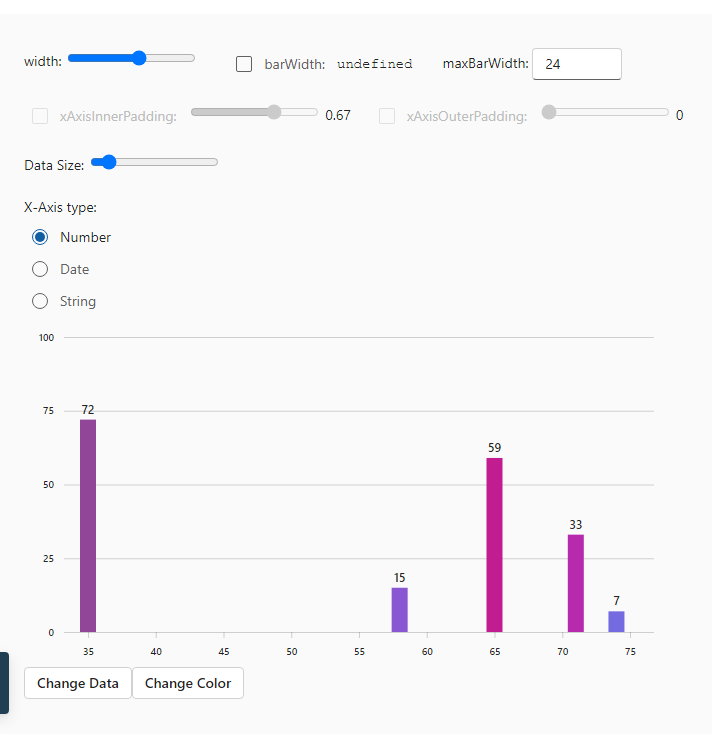 width: barWidth: undefined maxBarWidth: 24
xAxisInnerPadding: 0.67 xAxisOuterPadding: 0
Data Size:
X-Axis type:
Number
Date
String
100
75
72
59
50
33
25
15
7
0
35 40 45 50 55 60 65 70 75
Change Data Change Color